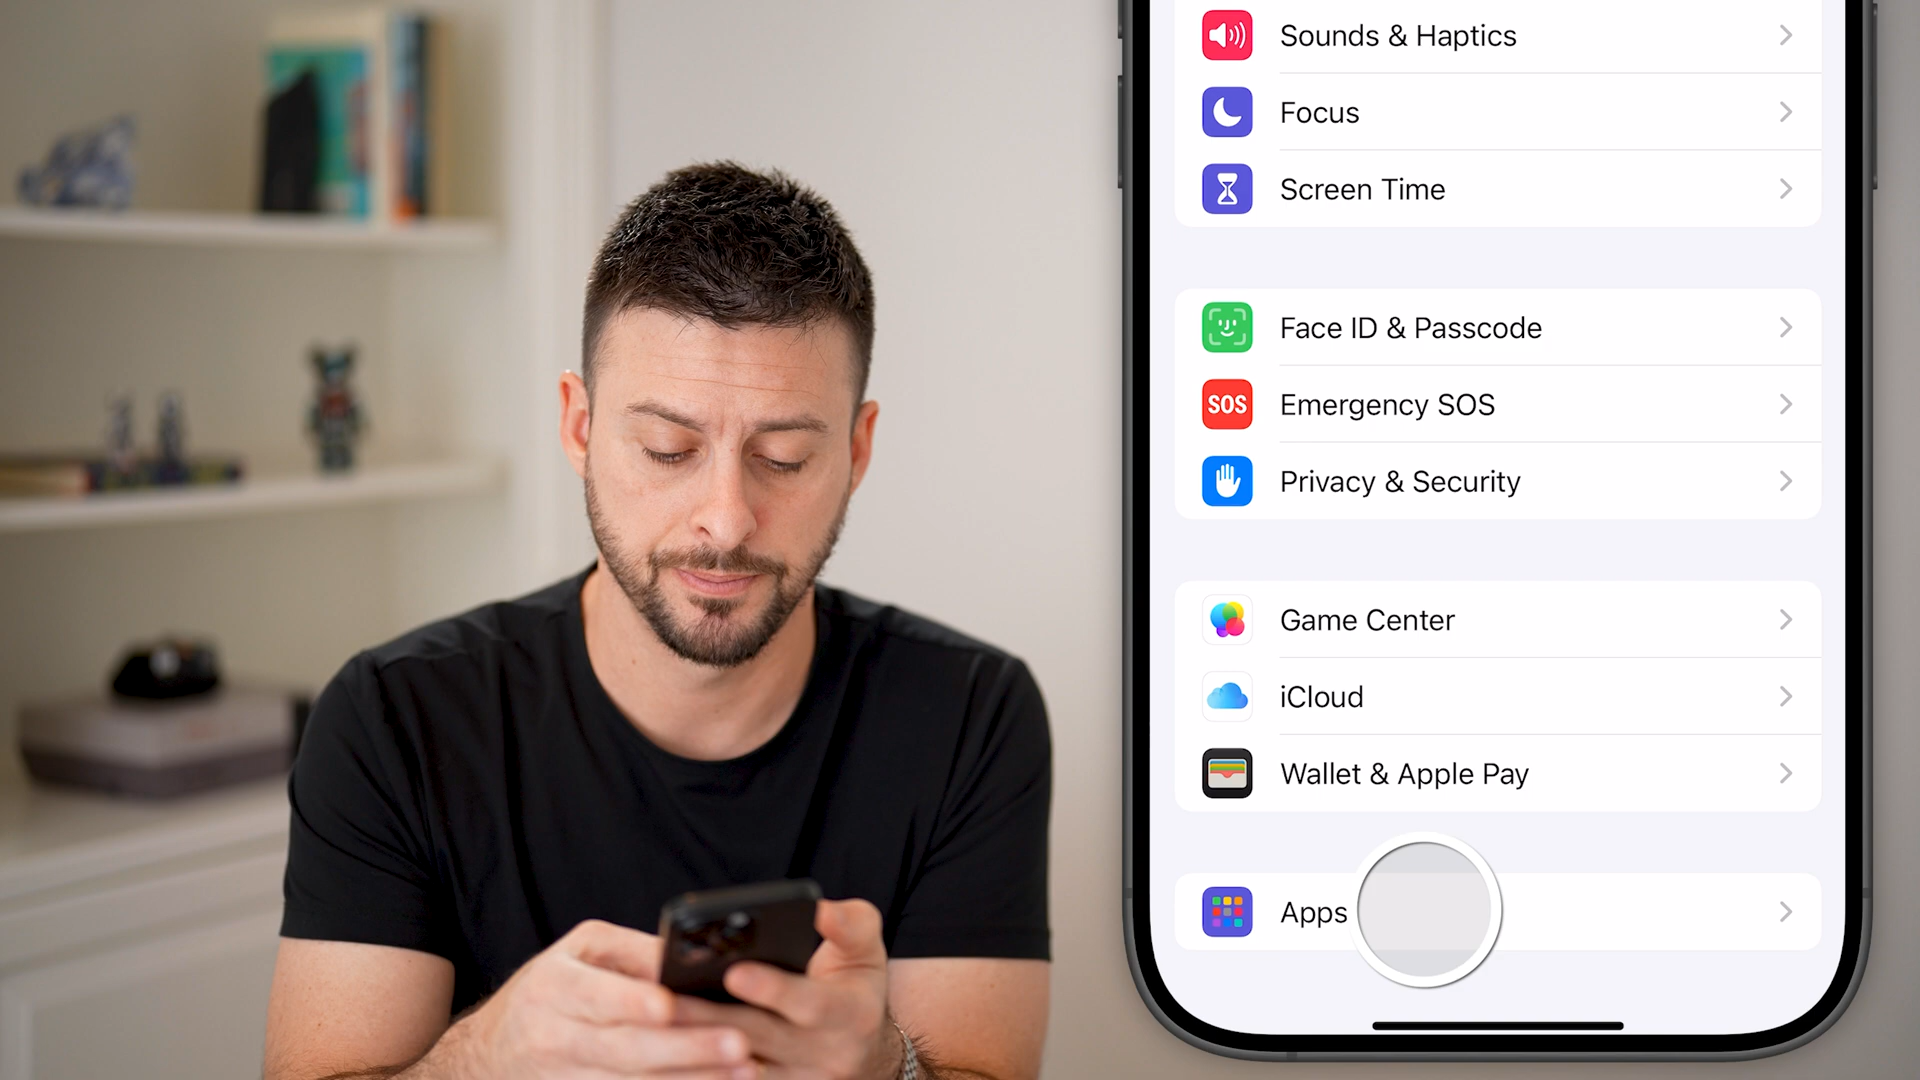 Sounds & Haptics
Focus
Screen Time
Face ID & Passcode
SOS
Emergency SOS
Privacy & Security
Game Center
iCloud
Wallet & Apple Pay
Apps